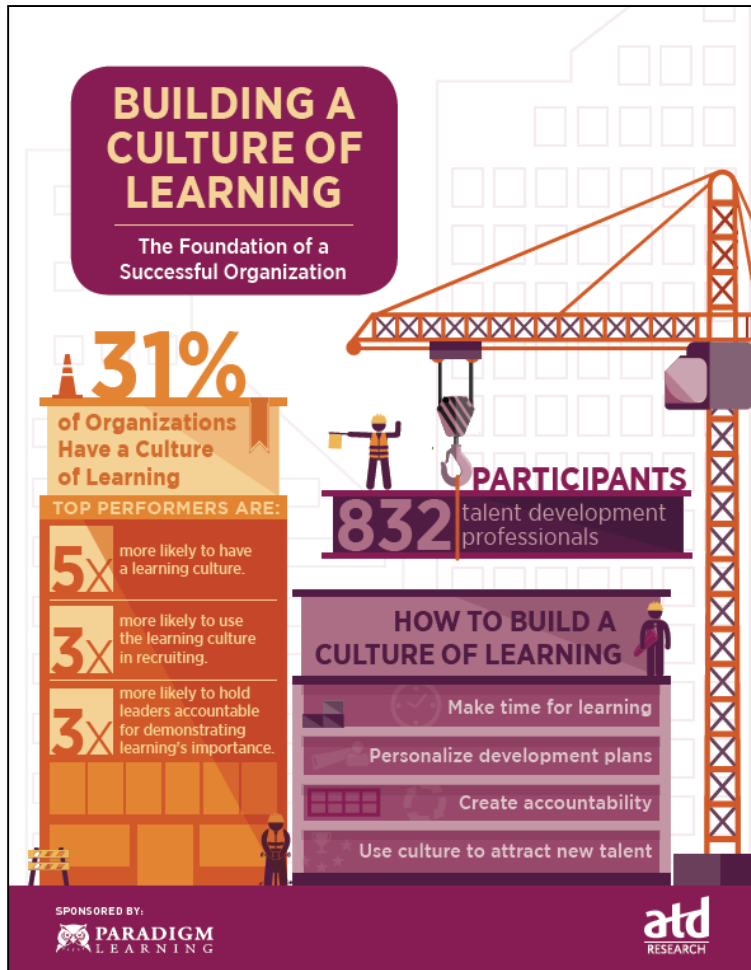 BUILDING A
CULTURE OF
LEARNING
The Foundation of a
Successful Organization
31%
of Organizations
Have a Culture
of Learning
TOP PERFORMERS ARE:
5X
more likely to have
a learning culture.
3X
more likely to use
the learning culture
in recruiting.
3X
more likely to hold
leaders accountable
for demonstrating
learning's importance.
PARTICIPANTS
832
talent development
professionals
HOW TO BUILD A
CULTURE OF LEARNING
Make time for learning
Personalize development plans
Create accountability
Use culture to attract new talent
SPONSORED BY:
PARADIGM
LEARNING
atd
RESEARCH